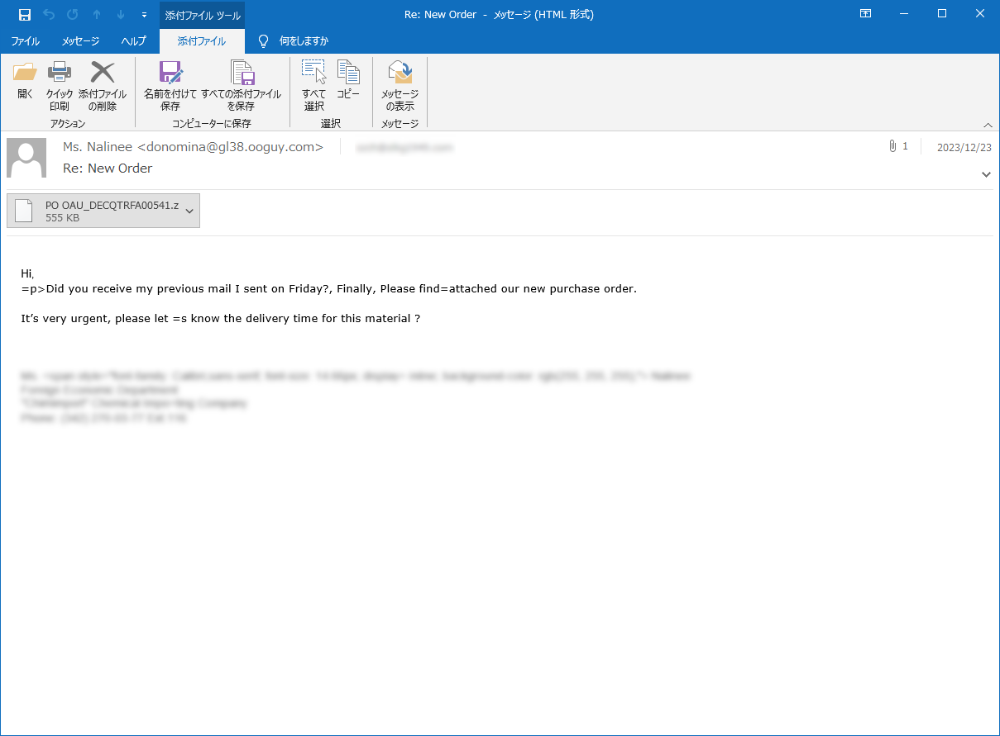 添付ファイル ツール
Re: New Order - メッセージ (HTML 形式)
ファイル メッセージ ヘルプ 添付ファイル 何をしますか
開く
クイック
印刷
添付ファイル
の削除
アクション
名前を付けて
保存
すべての添付ファイル
を保存
コンピューターに保存
すべて
選択
コピー
選択
メッセージ
の表示
メッセージ
Ms. Nalinee <donomina@gl38.ooguy.com>
1
2023/12/23
Re: New Order
PO OAU_DECQTRFA00541.z
555 KB
Hi,
=p>Did you receive my previous mail I sent on Friday?, Finally, Please find=attached our new purchase order.
It’s very urgent, please let =s know the delivery time for this material ?